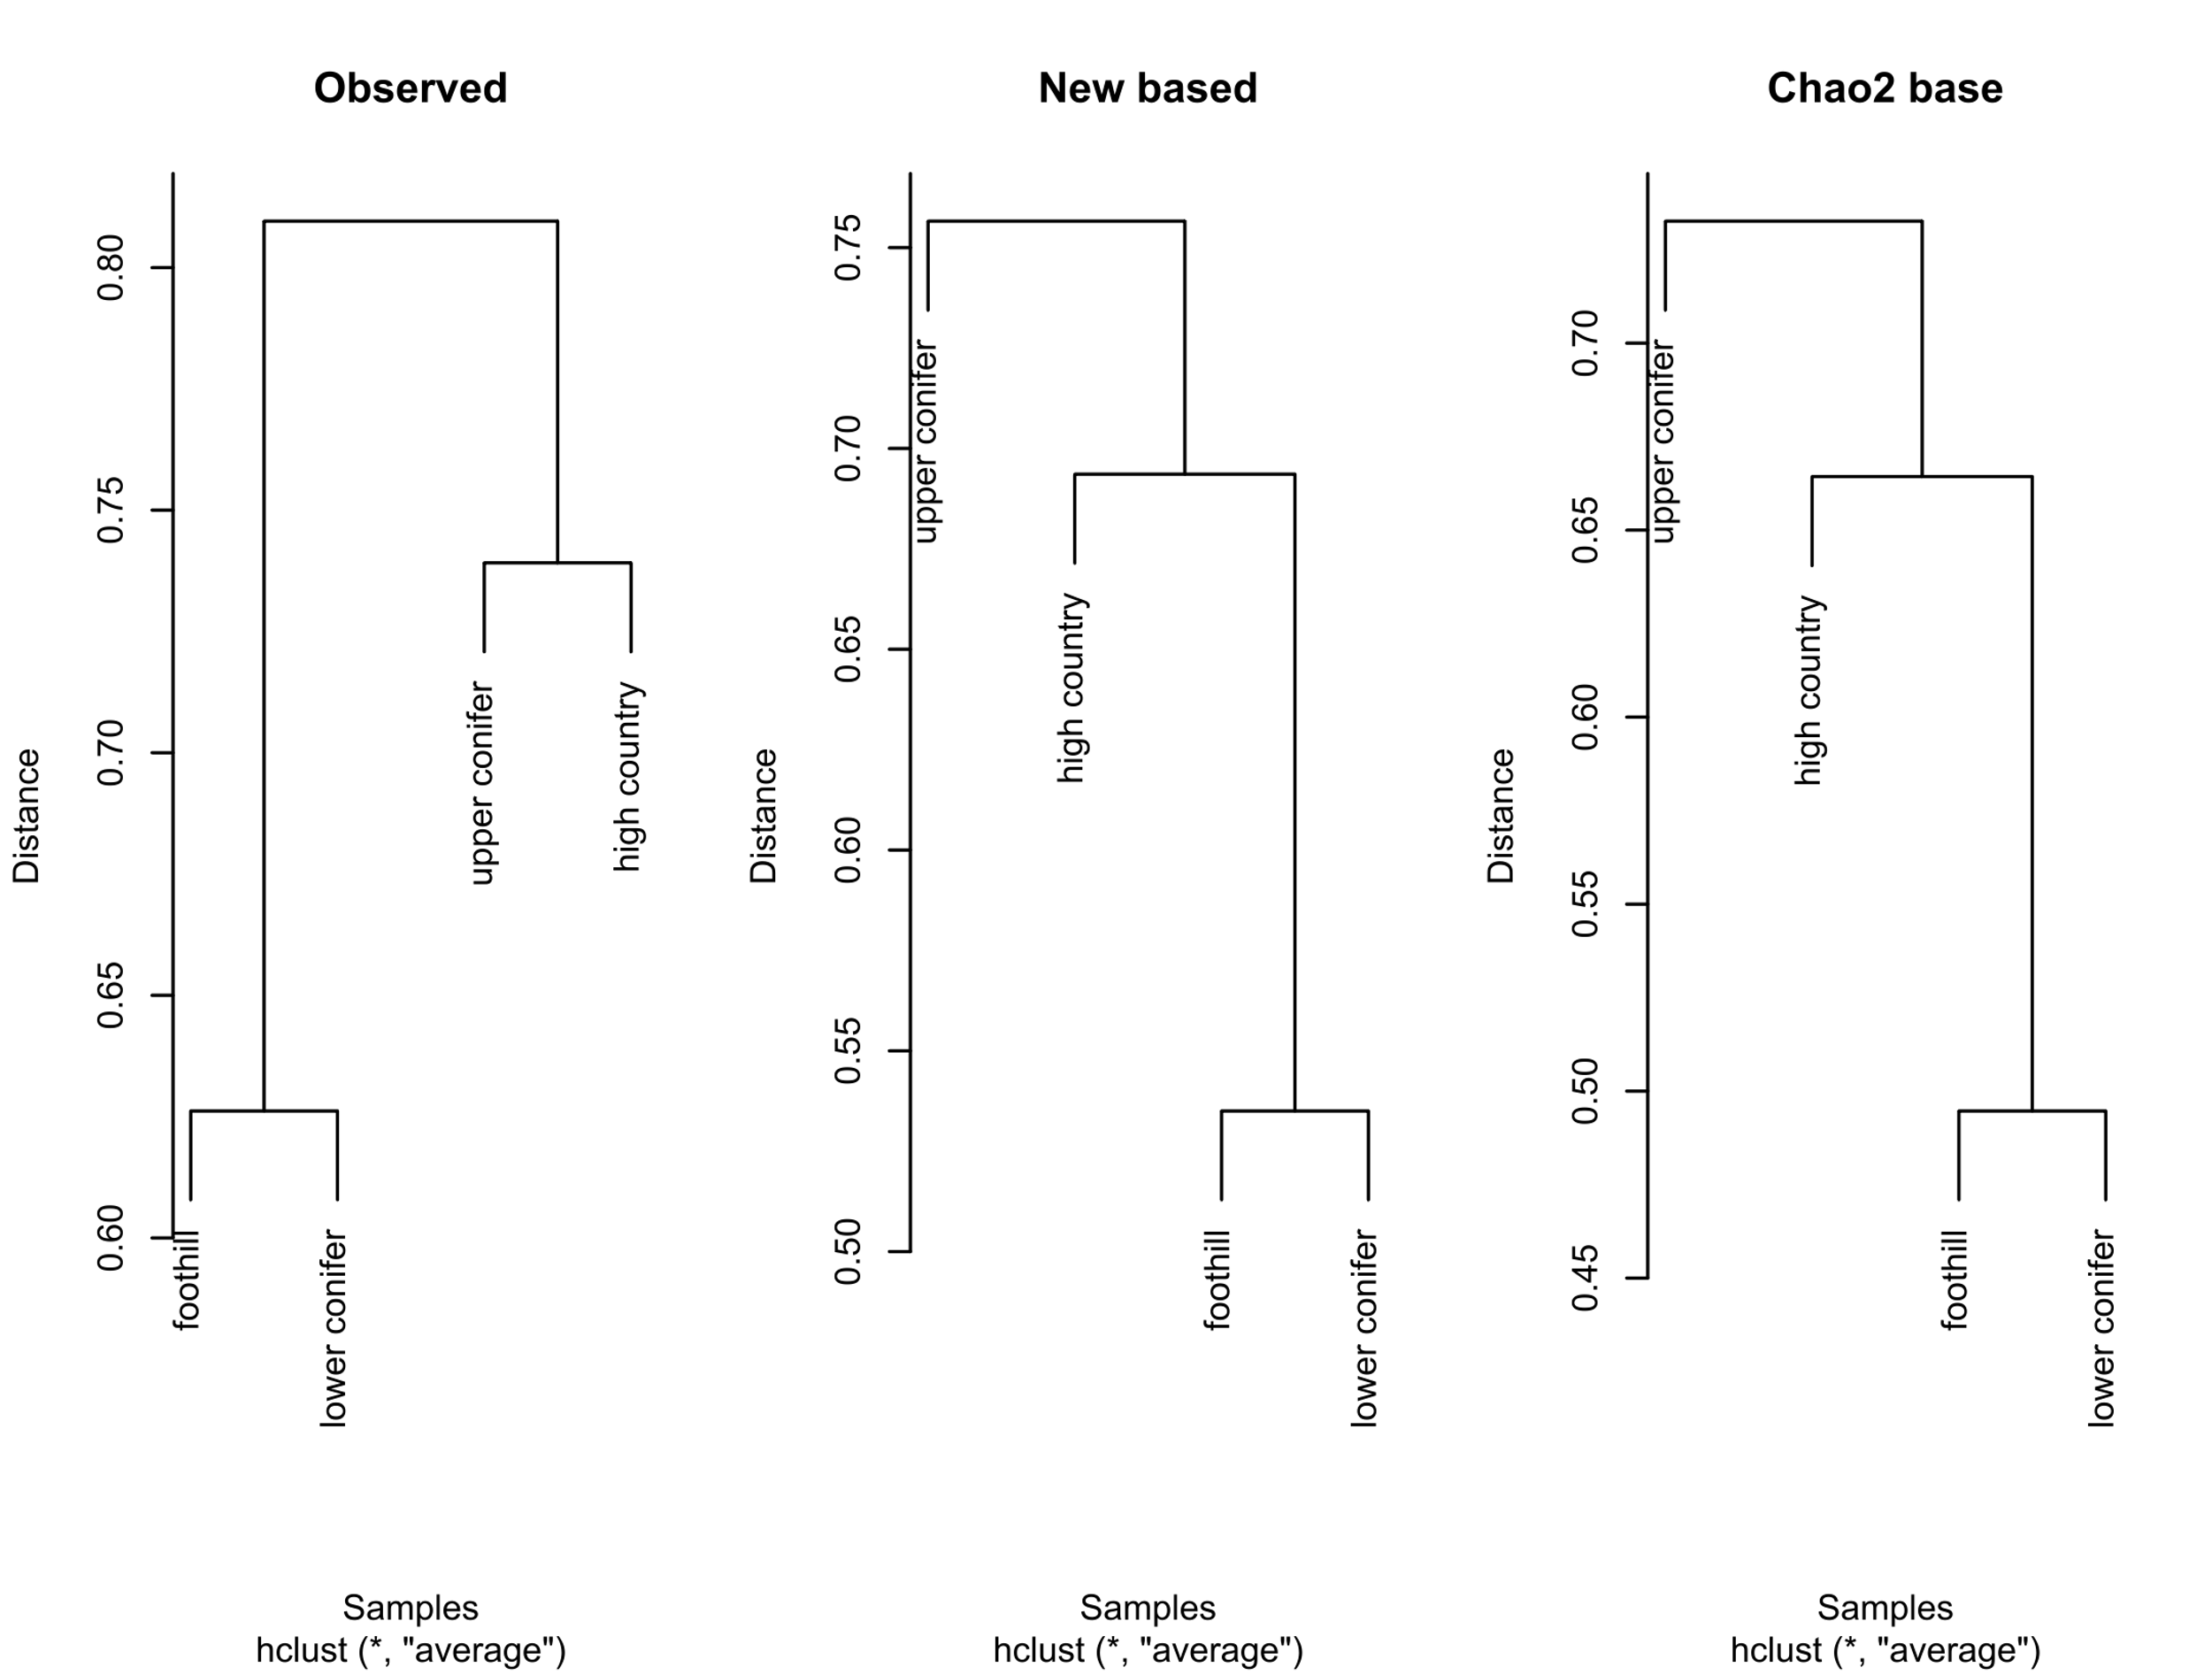 Observed
Distance
0.80
0.75
0.70
0.65
0.60
foothill
lower conifer
upper conifer
high country
Samples
hclust (*, "average")
New based
Distance
0.75
0.70
0.65
0.60
0.55
0.50
upper conifer
high country
foothill
lower conifer
Samples
hclust (*, "average")
Chao2 base
Distance
0.70
0.65
0.60
0.55
0.50
0.45
upper conifer
high country
foothill
lower conifer
Samples
hclust (*, "average")